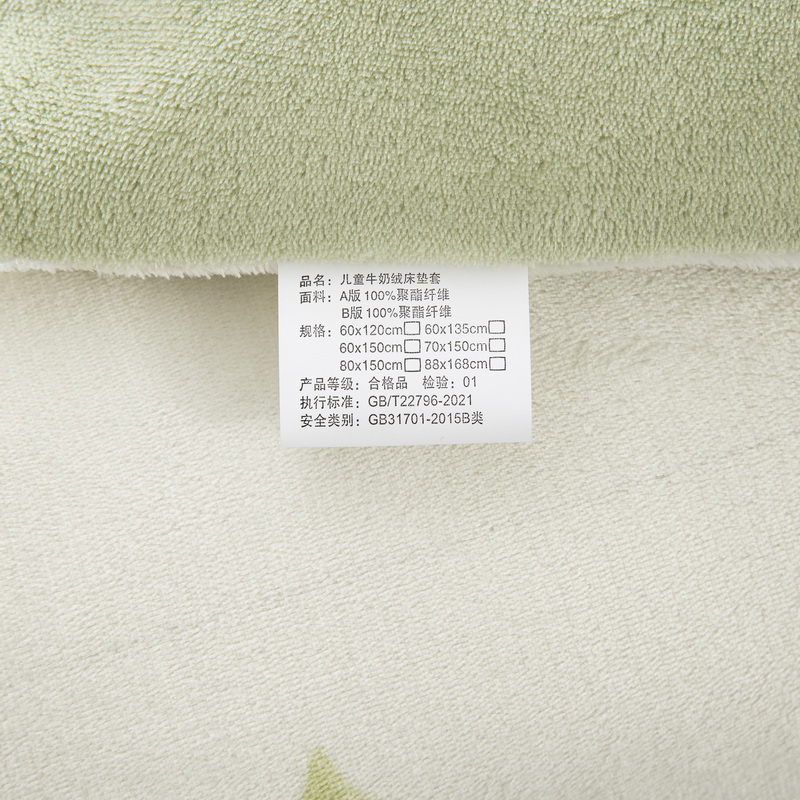 品名：儿童牛奶绒床垫套
面料：A版 100%聚酯纤维
B版 100%聚酯纤维
规格：60x120cm□ 60x135cm□
60x150cm□ 70x150cm□
80x150cm□ 88x168cm□
产品等级：合格品 检验：01
执行标准：GB/T22796-2021
安全类别：GB31701-2015B类